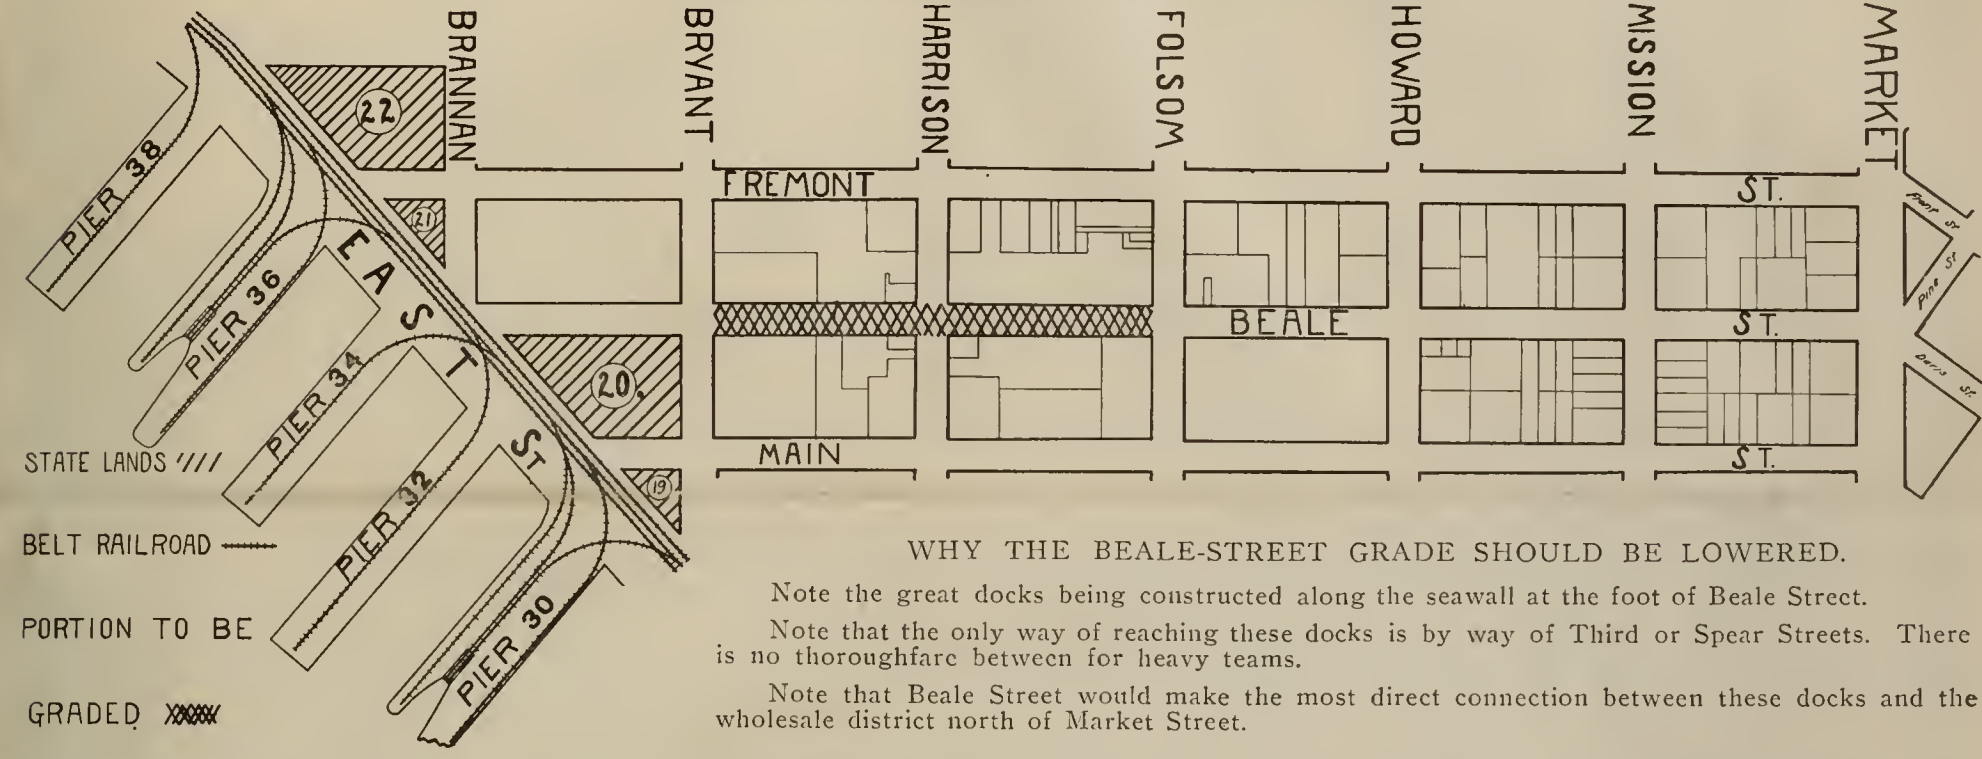 BRANNAN
BRYANT
HARRISON
FOLSOM
HOWARD
MISSION
MARKET
22
21
20.
19
FREMONT ST.
BEALE ST.
MAIN ST.
Front St
Pine St
Davis St.
EAST ST
PIER 38
PIER 36
PIER 34
PIER 32
PIER 30
STATE LANDS
BELT RAILROAD
PORTION TO BE
GRADED
WHY THE BEALE-STREET GRADE SHOULD BE LOWERED.
Note the great docks being constructed along the seawall at the foot of Beale Street.
Note that the only way of reaching these docks is by way of Third or Spear Streets. There
is no thoroughfare between for heavy teams.
Note that Beale Street would make the most direct connection between these docks and the
wholesale district north of Market Street.